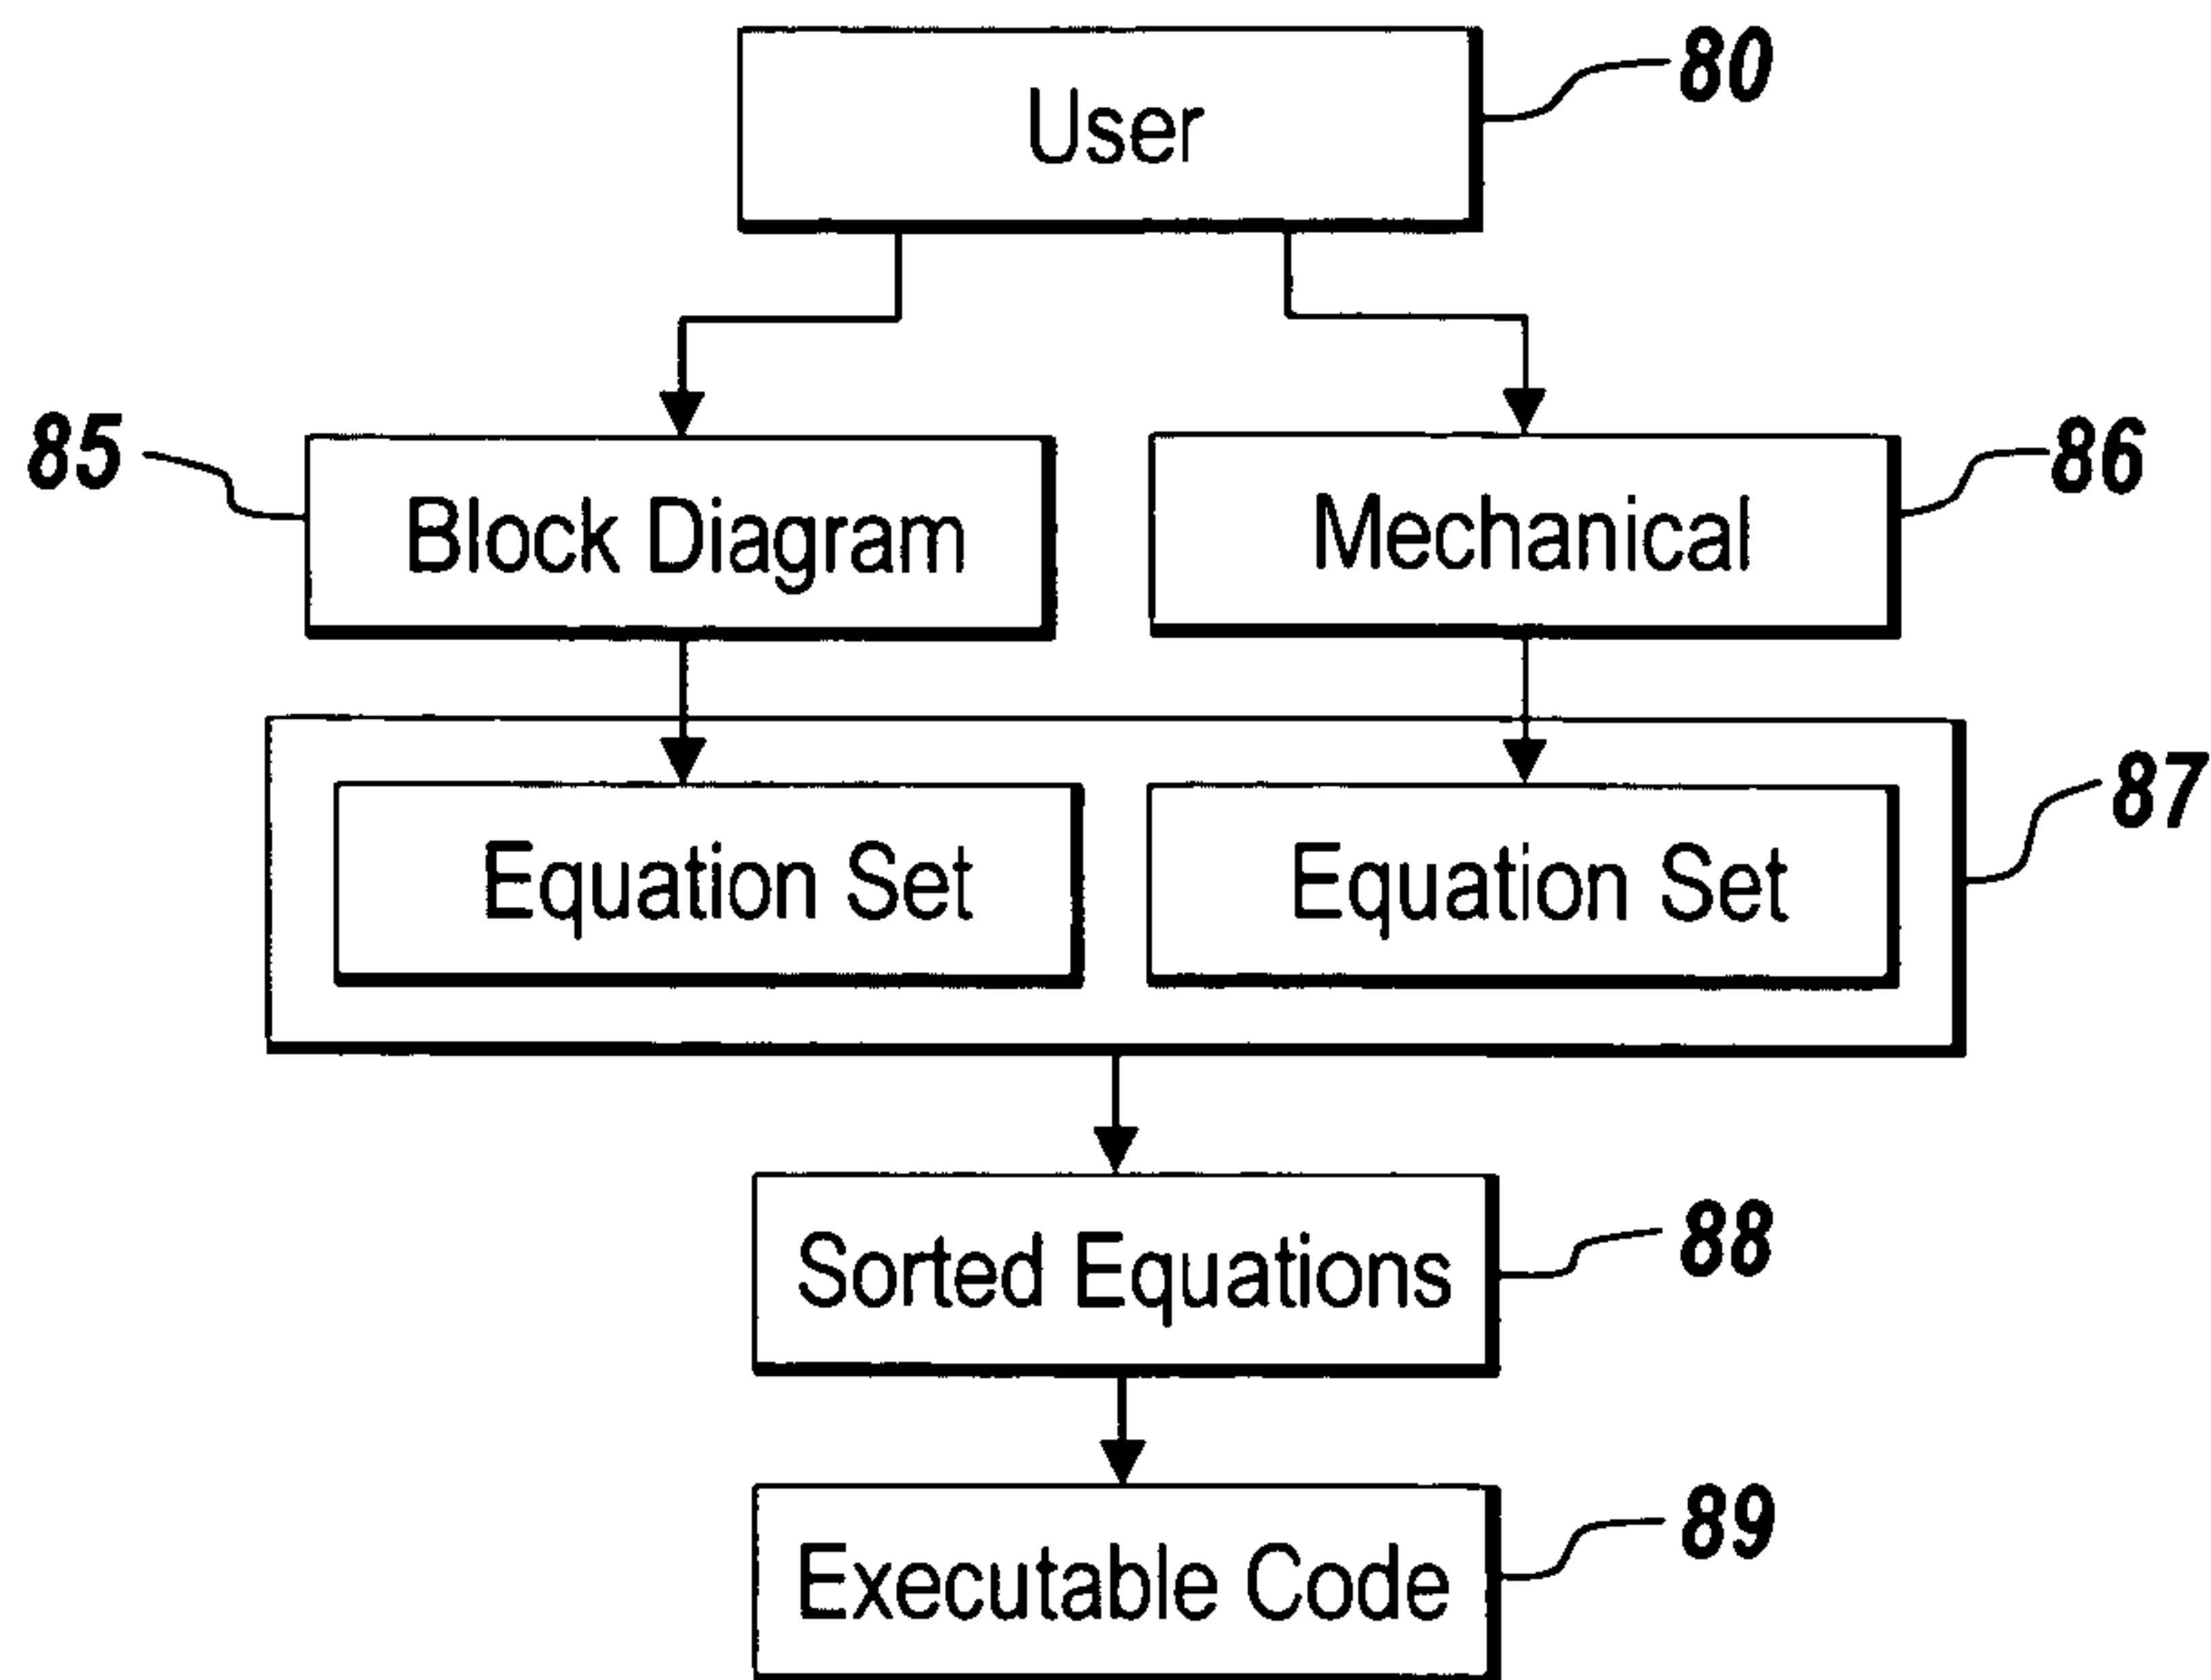 User
80
85
Block Diagram
Mechanical
86
Equation Set
Equation Set
87
Sorted Equations
88
Executable Code
89